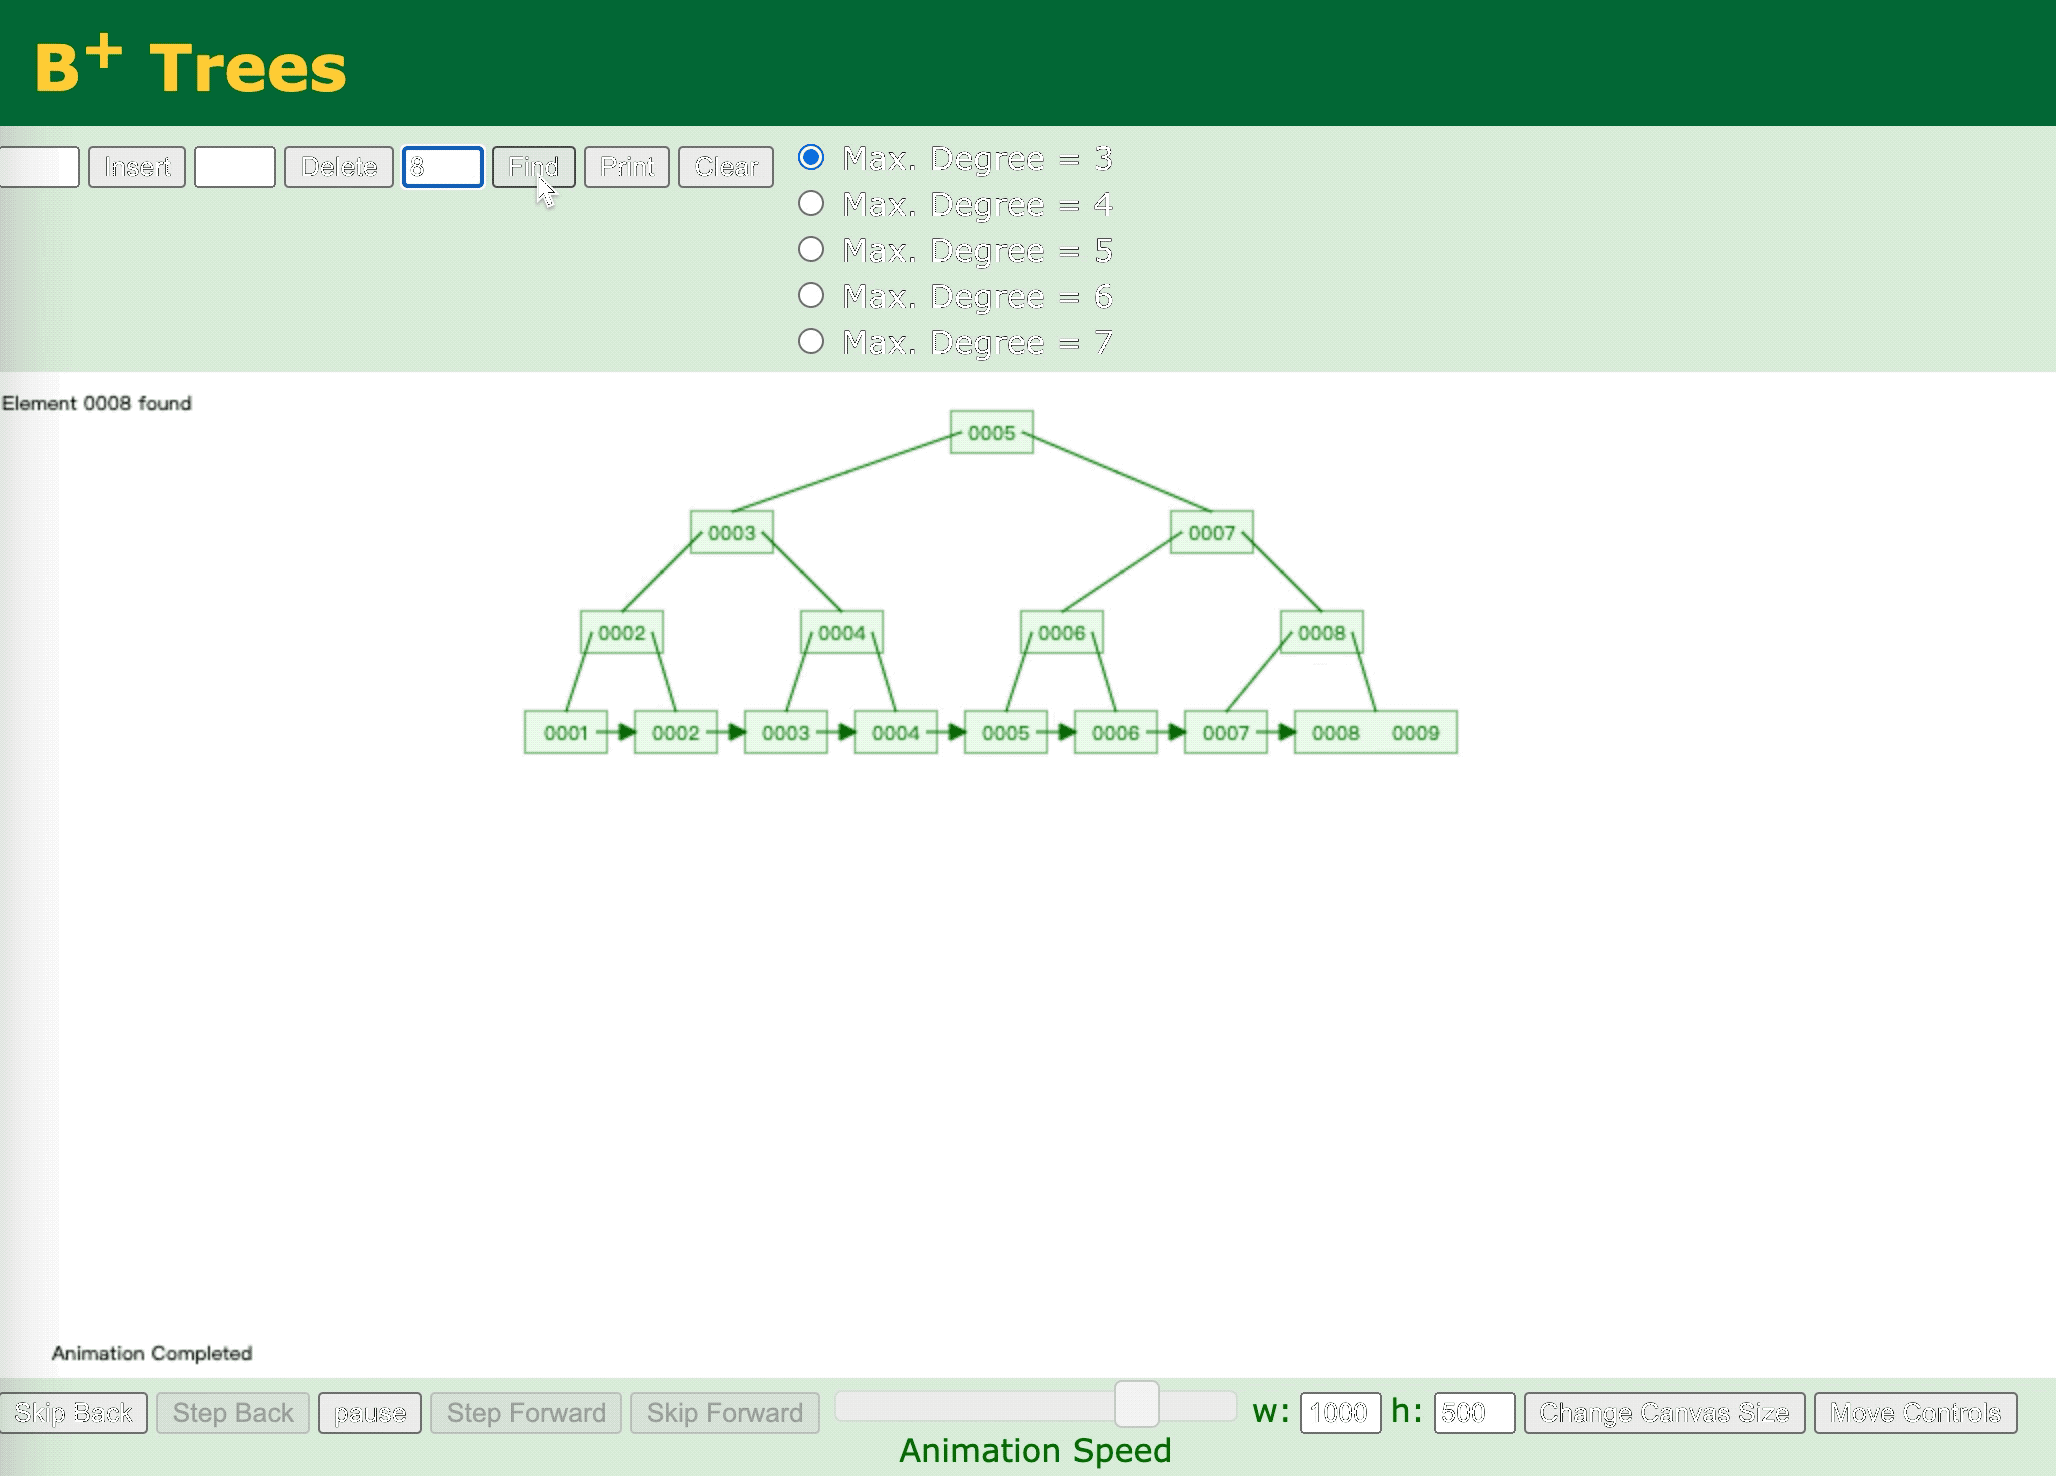 B+ Trees
Insert Delete 8 Find Print Clear
Max. Degree = 3
Max. Degree = 4
Max. Degree = 5
Max. Degree = 6
Max. Degree = 7
Element 0008 found
0005
0003 0007
0002 0004 0006 0008
0001 0002 0003 0004 0005 0006 0007 0008 0009
Animation Completed
Skip Back Step Back pause Step Forward Skip Forward w: 1000 h: 500 Change Canvas Size Move Controls
Animation Speed